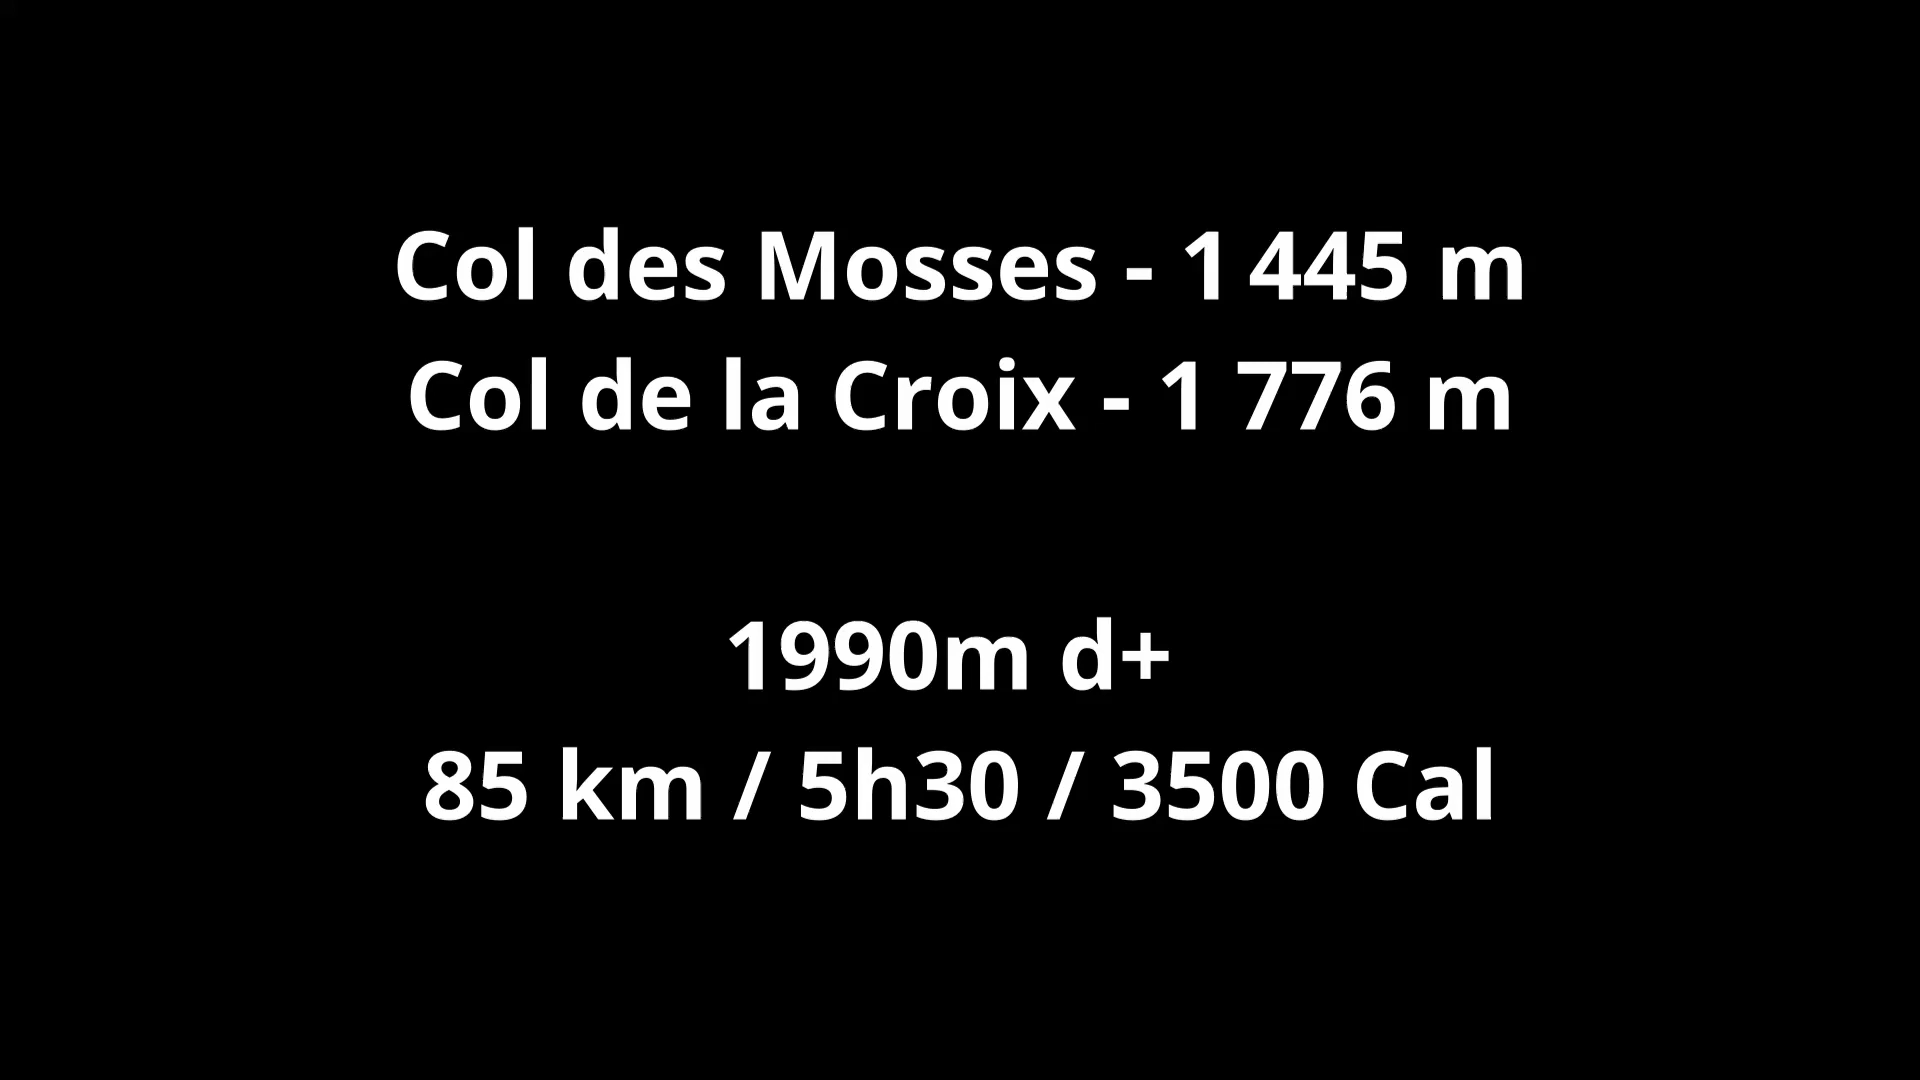 Col des Mosses - 1 445 m
Col de la Croix - 1 776 m
1990m d+
85 km / 5h30 / 3500 Cal